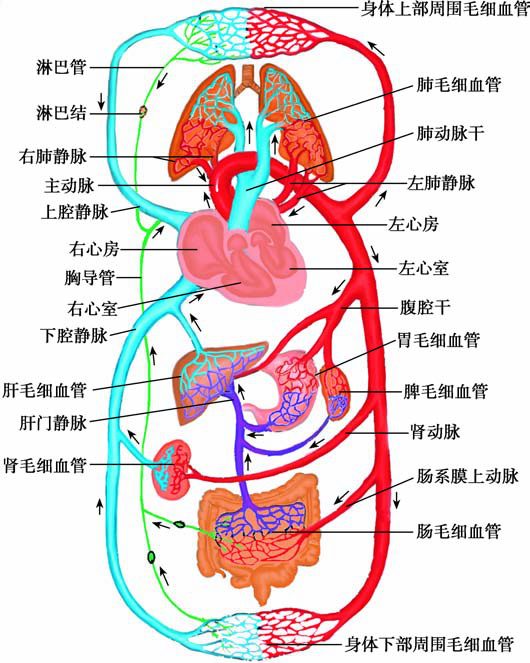 身体上部周围毛细血管
淋巴管
肺毛细血管
淋巴结
肺动脉干
右肺静脉
主动脉
左肺静脉
上腔静脉
左心房
右心房
胸导管
左心室
右心室
腹腔干
下腔静脉
胃毛细血管
肝毛细血管
脾毛细血管
肝门静脉
肾动脉
肾毛细血管
肠系膜上动脉
肠毛细血管
身体下部周围毛细血管